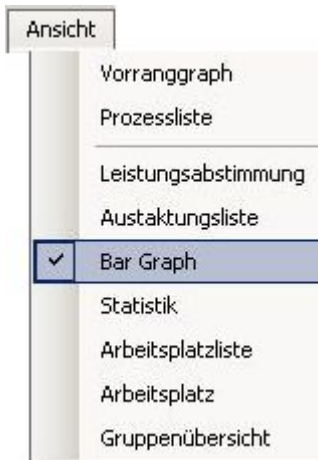 Ansicht
Vorranggraph
Prozessliste
Leistungsabstimmung
Austaktungsliste
Bar Graph
Statistik
Arbeitsplatzliste
Arbeitsplatz
Gruppenübersicht